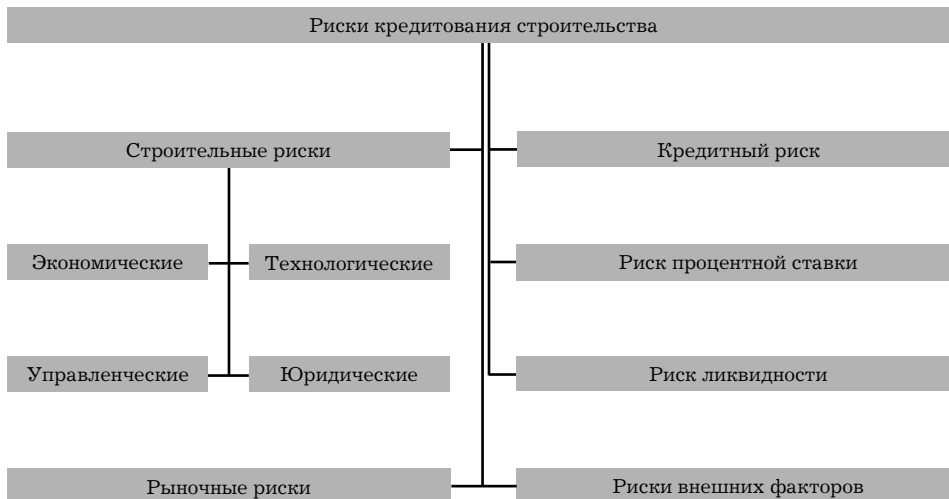 Риски кредитования строительства
Строительные риски
Кредитный риск
Экономические
Технологические
Риск процентной ставки
Управленческие
Юридические
Риск ликвидности
Рыночные риски
Риски внешних факторов